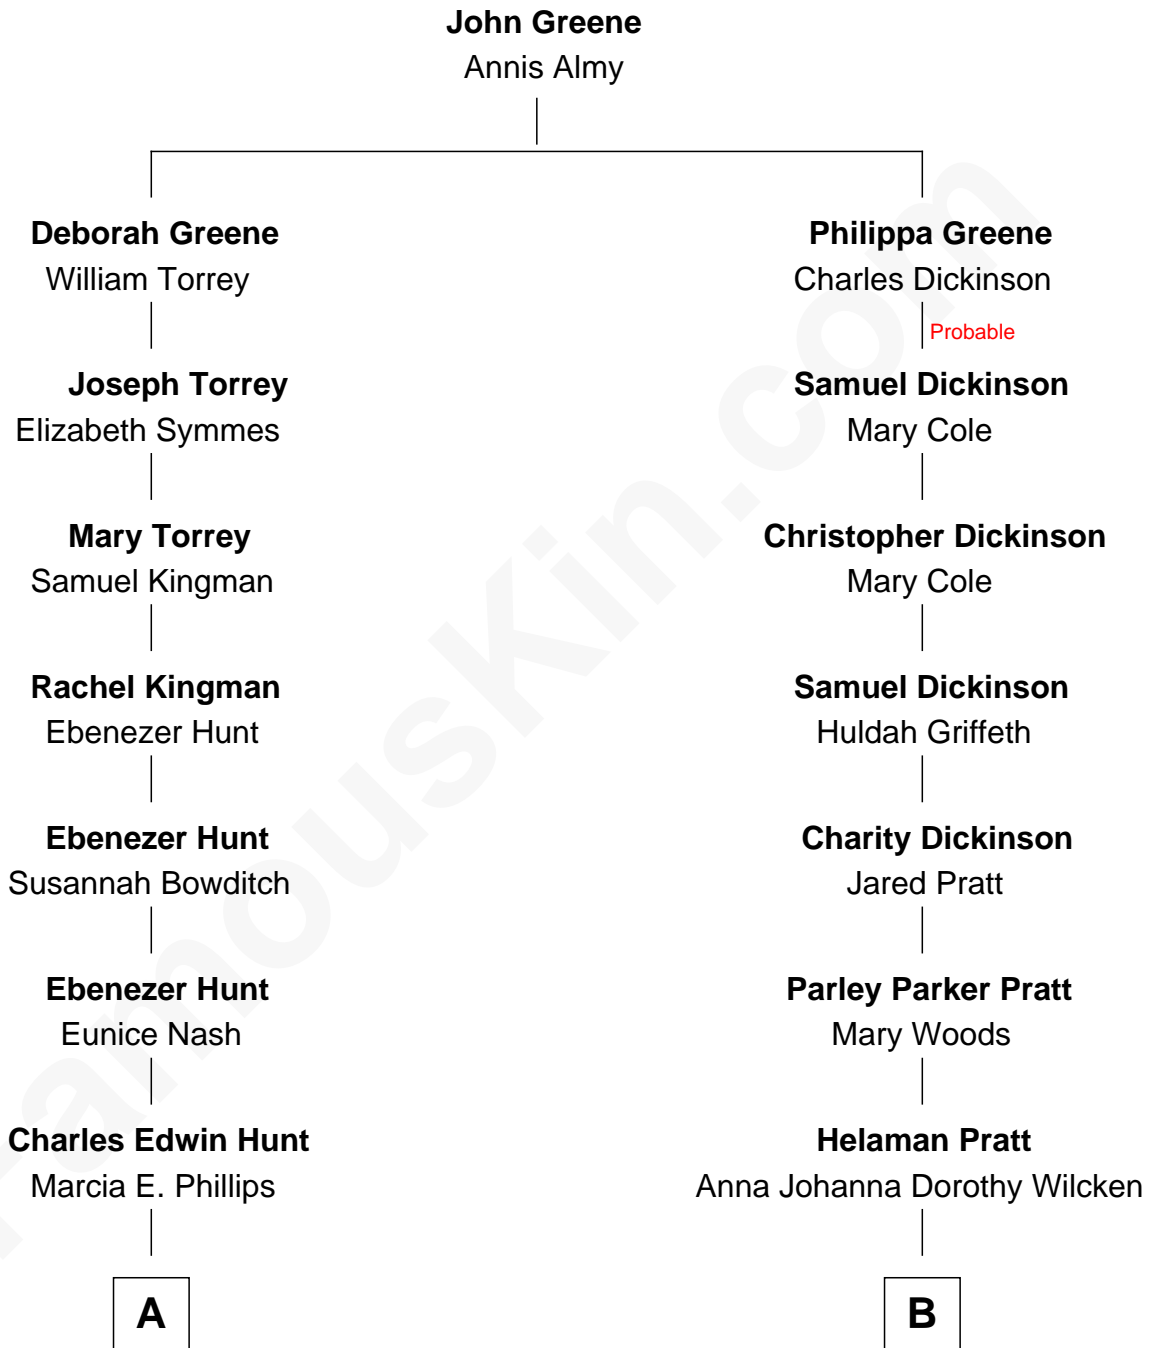 John Greene
Annis Almy
Deborah Greene
William Torrey
Philippa Greene
Charles Dickinson
Probable
Joseph Torrey
Elizabeth Symmes
Samuel Dickinson
Mary Cole
Mary Torrey
Samuel Kingman
Christopher Dickinson
Mary Cole
Rachel Kingman
Ebenezer Hunt
Samuel Dickinson
Huldah Griffeth
Ebenezer Hunt
Susannah Bowditch
Charity Dickinson
Jared Pratt
Ebenezer Hunt
Eunice Nash
Parley Parker Pratt
Mary Woods
Charles Edwin Hunt
Marcia E. Phillips
Helaman Pratt
Anna Johanna Dorothy Wilcken
A
B
FamousKin.com